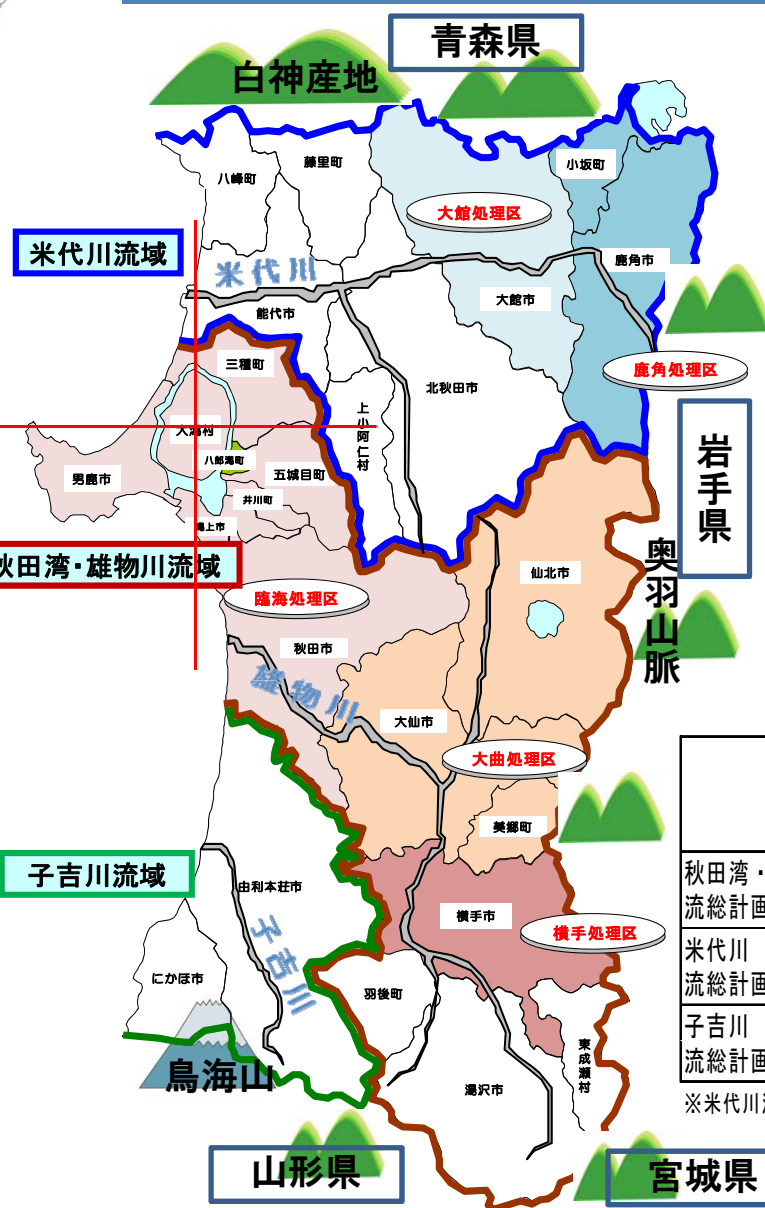 青森県
白神産地
小坂町
藤里町
八峰町
大館処理区
米代川流域
米代川
鹿角市
大館市
能代市
三種町
鹿角処理区
北秋田市
上小阿仁村
大潟村
八郎潟町
五城目町
男鹿市
井川町
潟上市
岩手県
秋田湾・雄物川流域
仙北市
奥羽山脈
臨海処理区
秋田市
雄物川
大仙市
大曲処理区
美郷町
子吉川流域
由利本荘市
秋田湾・
流総計画
横手市
横手処理区
子吉川
米代川
流総計画
にかほ市
羽後町
子吉川
流総計画
東成瀬村
鳥海山
湯沢市
※米代川流
山形県
宮城県